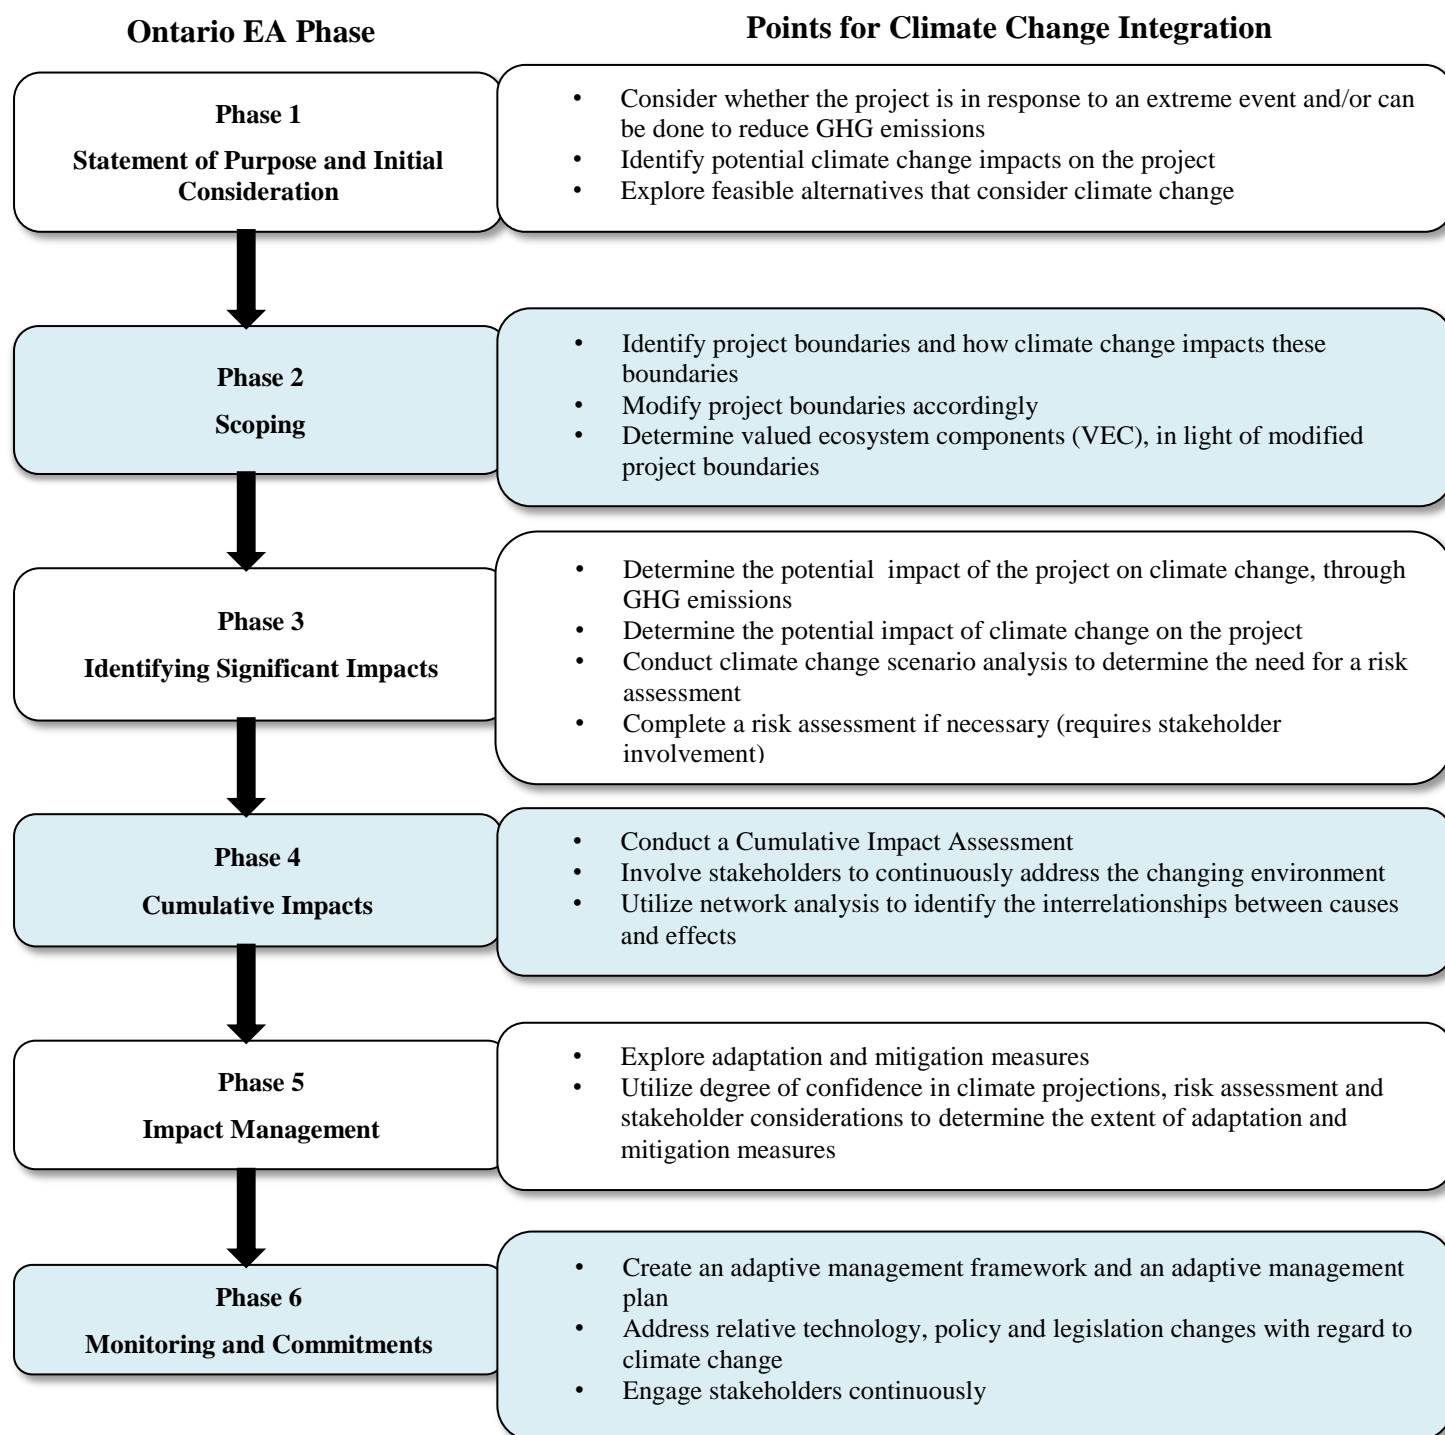 Ontario EA Phase
Points for Climate Change Integration
Phase 1
Statement of Purpose and Initial
Consideration
• Consider whether the project is in response to an extreme event and/or can
be done to reduce GHG emissions
• Identify potential climate change impacts on the project
• Explore feasible alternatives that consider climate change
Phase 2
Scoping
• Identify project boundaries and how climate change impacts these
boundaries
• Modify project boundaries accordingly
• Determine valued ecosystem components (VEC), in light of modified
project boundaries
Phase 3
Identifying Significant Impacts
• Determine the potential  impact of the project on climate change, through
GHG emissions
• Determine the potential impact of climate change on the project
• Conduct climate change scenario analysis to determine the need for a risk
assessment
• Complete a risk assessment if necessary (requires stakeholder
involvement)
Phase 4
Cumulative Impacts
• Conduct a Cumulative Impact Assessment
• Involve stakeholders to continuously address the changing environment
• Utilize network analysis to identify the interrelationships between causes
and effects
Phase 5
Impact Management
• Explore adaptation and mitigation measures
• Utilize degree of confidence in climate projections, risk assessment and
stakeholder considerations to determine the extent of adaptation and
mitigation measures
Phase 6
Monitoring and Commitments
• Create an adaptive management framework and an adaptive management
plan
• Address relative technology, policy and legislation changes with regard to
climate change
• Engage stakeholders continuously